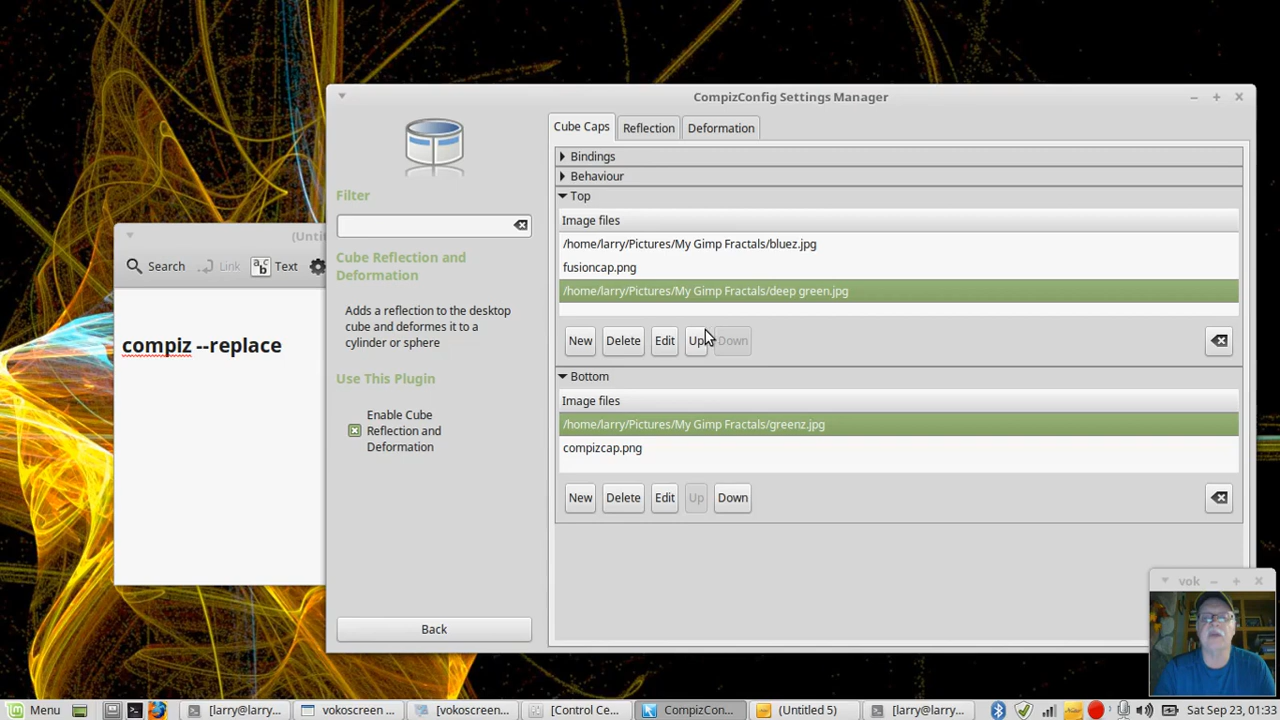 CompizConfig Settings Manager
Cube Caps
Reflection
Deformation
Filter
Cube Reflection and
Deformation
Adds a reflection to the desktop
cube and deformes it to a
cylinder or sphere
Use This Plugin
Enable Cube
Reflection and
Deformation
Back
Bindings
Behaviour
Top
Image files
/home/larry/Pictures/My Gimp Fractals/bluez.jpg
fusioncap.png
/home/larry/Pictures/My Gimp Fractals/deep green.jpg
New
Delete
Edit
Up
Down
Bottom
Image files
/home/larry/Pictures/My Gimp Fractals/greenz.jpg
compizcap.png
New
Delete
Edit
Up
Down
(Untit
Search
Link
Text
compiz --replace
vok
Menu
[larry@larry...
vokoscreen ...
[vokoscreen...
[Control Ce...
CompizCon...
(Untitled 5)
[larry@larry...
Sat Sep 23, 01:33